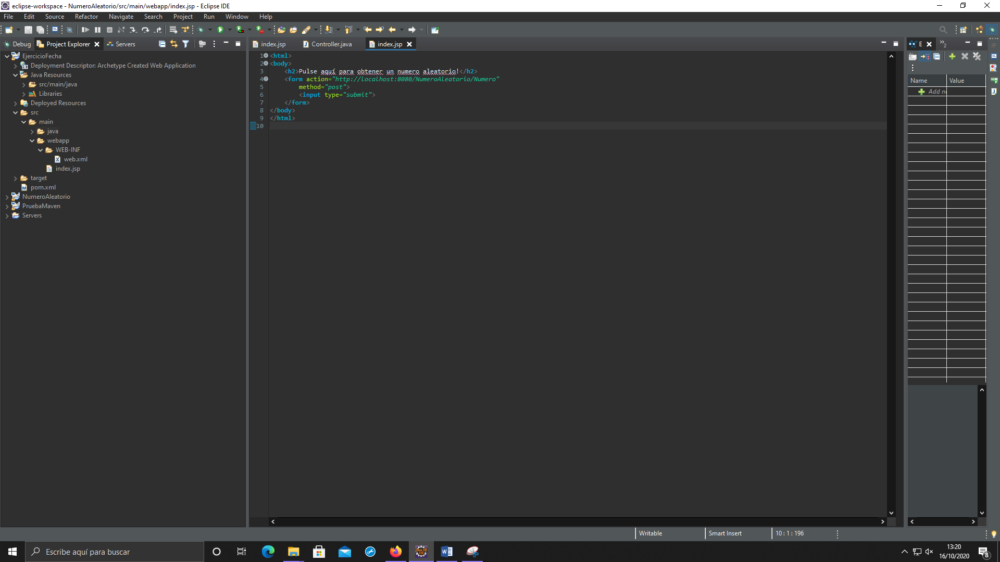 eclipse-workspace - NumeroAleatorio/src/main/webapp/index.jsp - Eclipse IDE
File Edit Source Refactor Navigate Search Project Run Window Help
Debug Project Explorer Servers
index.jsp Controller.java index.jsp
E
2
EjercicioFecha
Deployment Descriptor: Archetype Created Web Application
Java Resources
src/main/java
Libraries
Deployed Resources
src
main
java
webapp
WEB-INF
web.xml
index.jsp
target
pom.xml
NumeroAleatorio
PruebaMaven
Servers
1 <html>
2 <body>
3 <h2>Pulse aquí para obtener un numero aleatorio!</h2>
4 <form action="http://localhost:8080/NumeroAleatorio/Numero"
5 method="post">
6 <input type="submit">
7 </form>
8 </body>
9 </html>
10
Name Value
Add n
Writable Smart Insert 10 : 1 : 196
Escribe aquí para buscar
13:20
16/10/2020
8